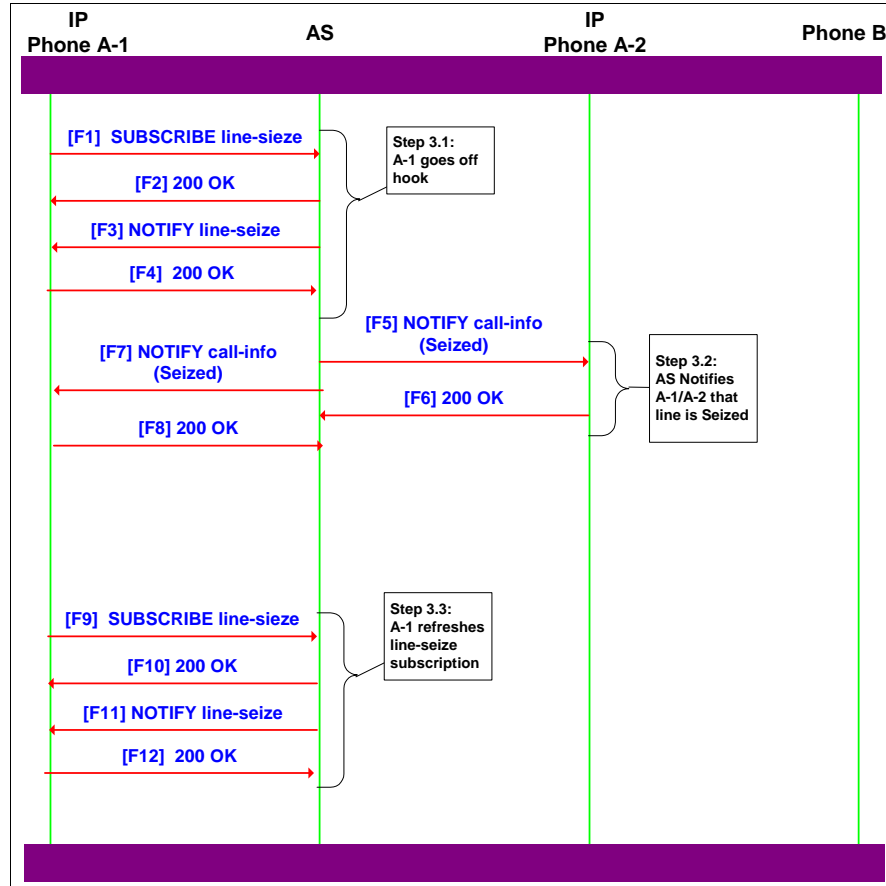 IP
Phone A-1
AS
IP
Phone A-2
Phone B
[F1] SUBSCRIBE line-sieze
Step 3.1:
A-1 goes off
hook
[F2] 200 OK
[F3] NOTIFY line-seize
[F4] 200 OK
[F5] NOTIFY call-info
(Seized)
[F7] NOTIFY call-info
(Seized)
Step 3.2:
AS Notifies
A-1/A-2 that
line is Seized
[F6] 200 OK
[F8] 200 OK
[F9] SUBSCRIBE line-sieze
Step 3.3:
A-1 refreshes
line-seize
subscription
[F10] 200 OK
[F11] NOTIFY line-seize
[F12] 200 OK